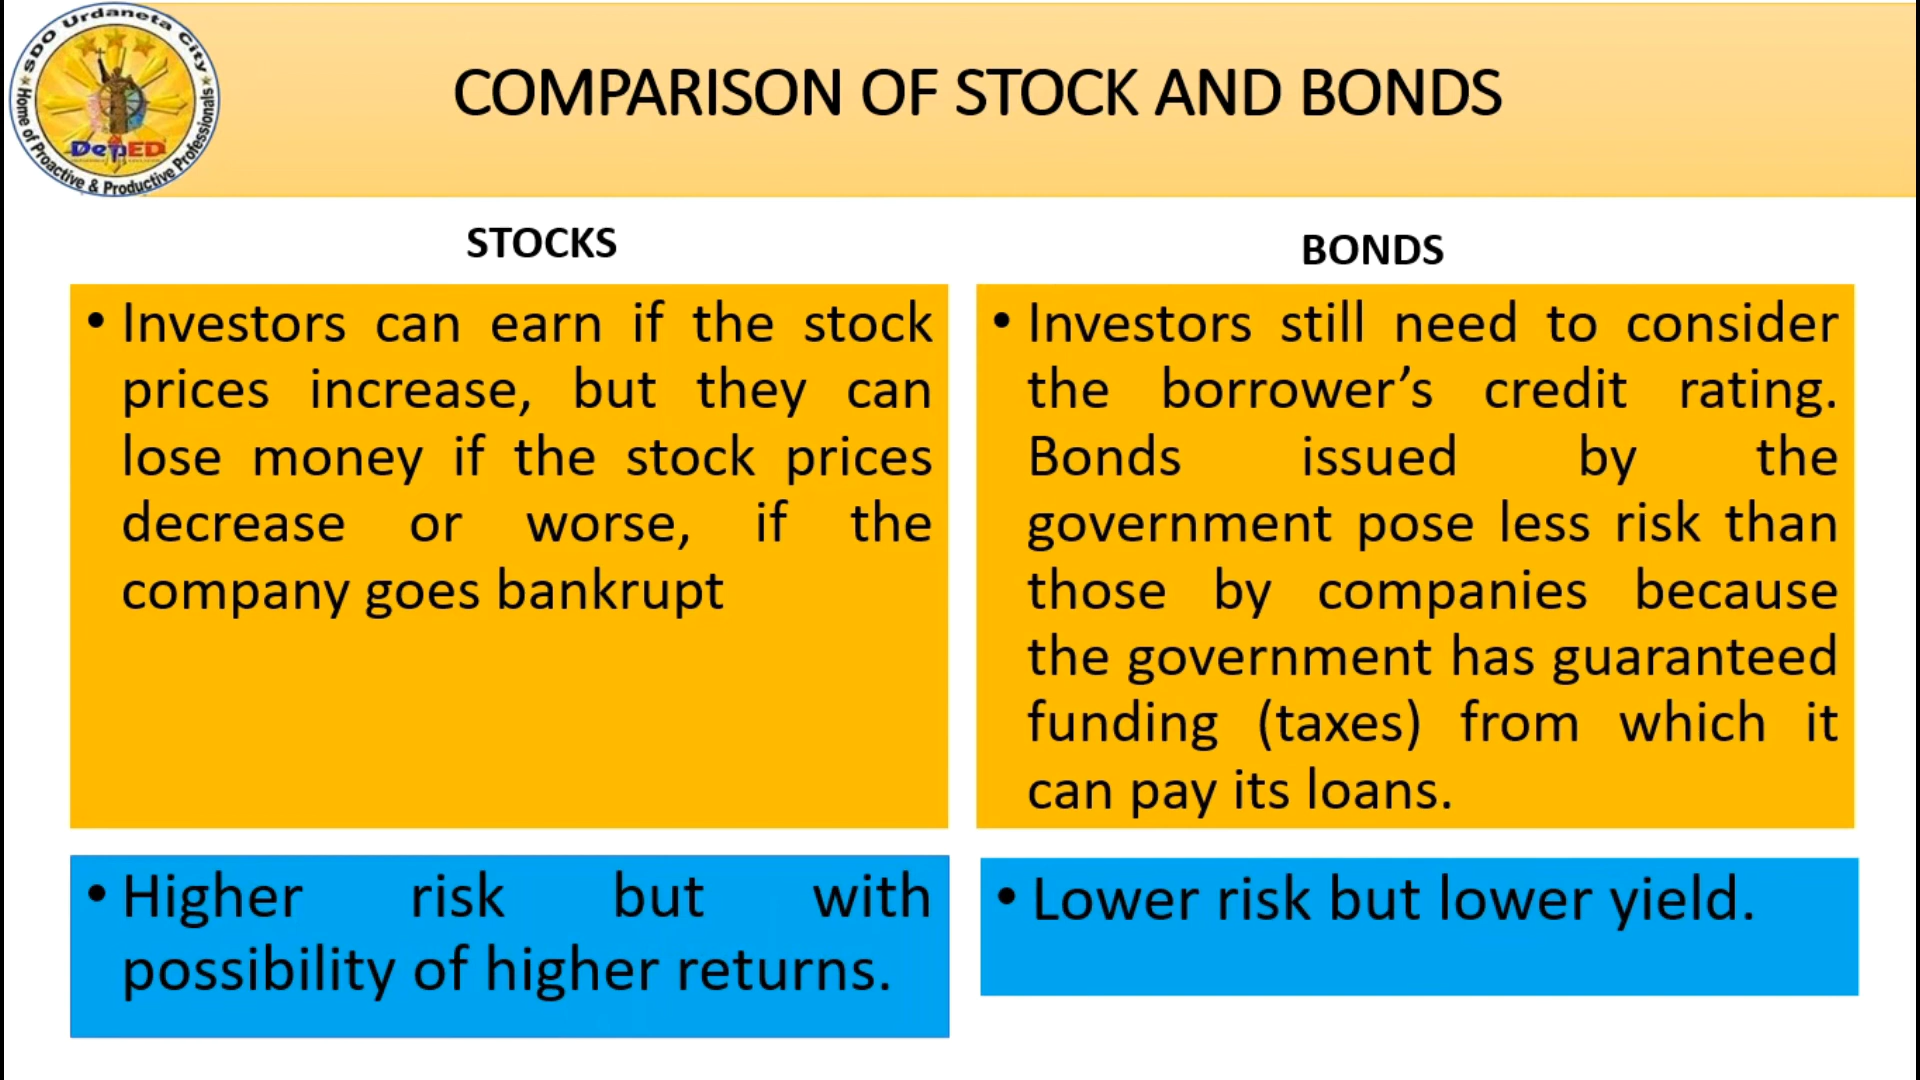 SDO Urdaneta City
Home of Proactive & Productive Professionals
DepED
COMPARISON OF STOCK AND BONDS
STOCKS
• Investors can earn if the stock
prices increase, but they can
lose money if the stock prices
decrease or worse, if the
company goes bankrupt
• Higher risk but with
possibility of higher returns.
BONDS
• Investors still need to consider
the borrower’s credit rating.
Bonds issued by the
government pose less risk than
those by companies because
the government has guaranteed
funding (taxes) from which it
can pay its loans.
• Lower risk but lower yield.